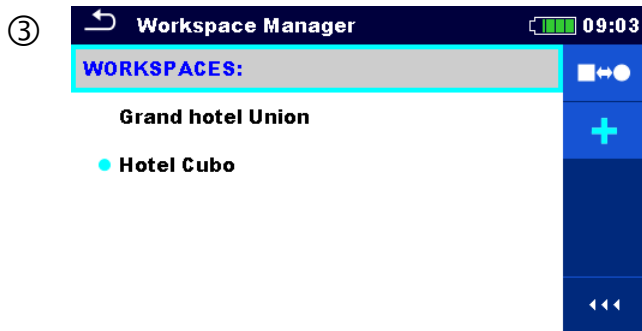 ③
Workspace Manager 09:03
WORKSPACES:
Grand hotel Union
Hotel Cubo